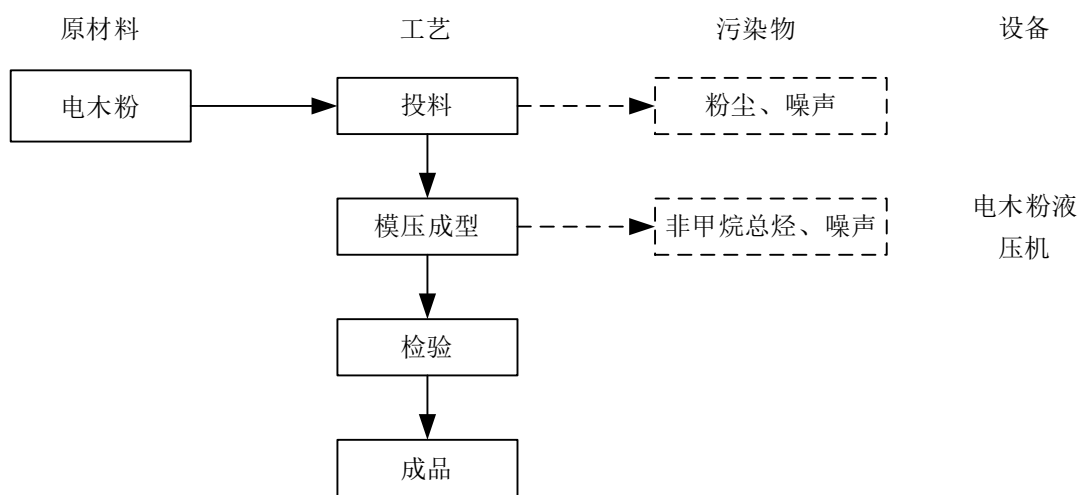 原材料 工艺 污染物 设备
电木粉 投料 粉尘、噪声
模压成型 非甲烷总烃、噪声 电木粉液
压机
检验
成品